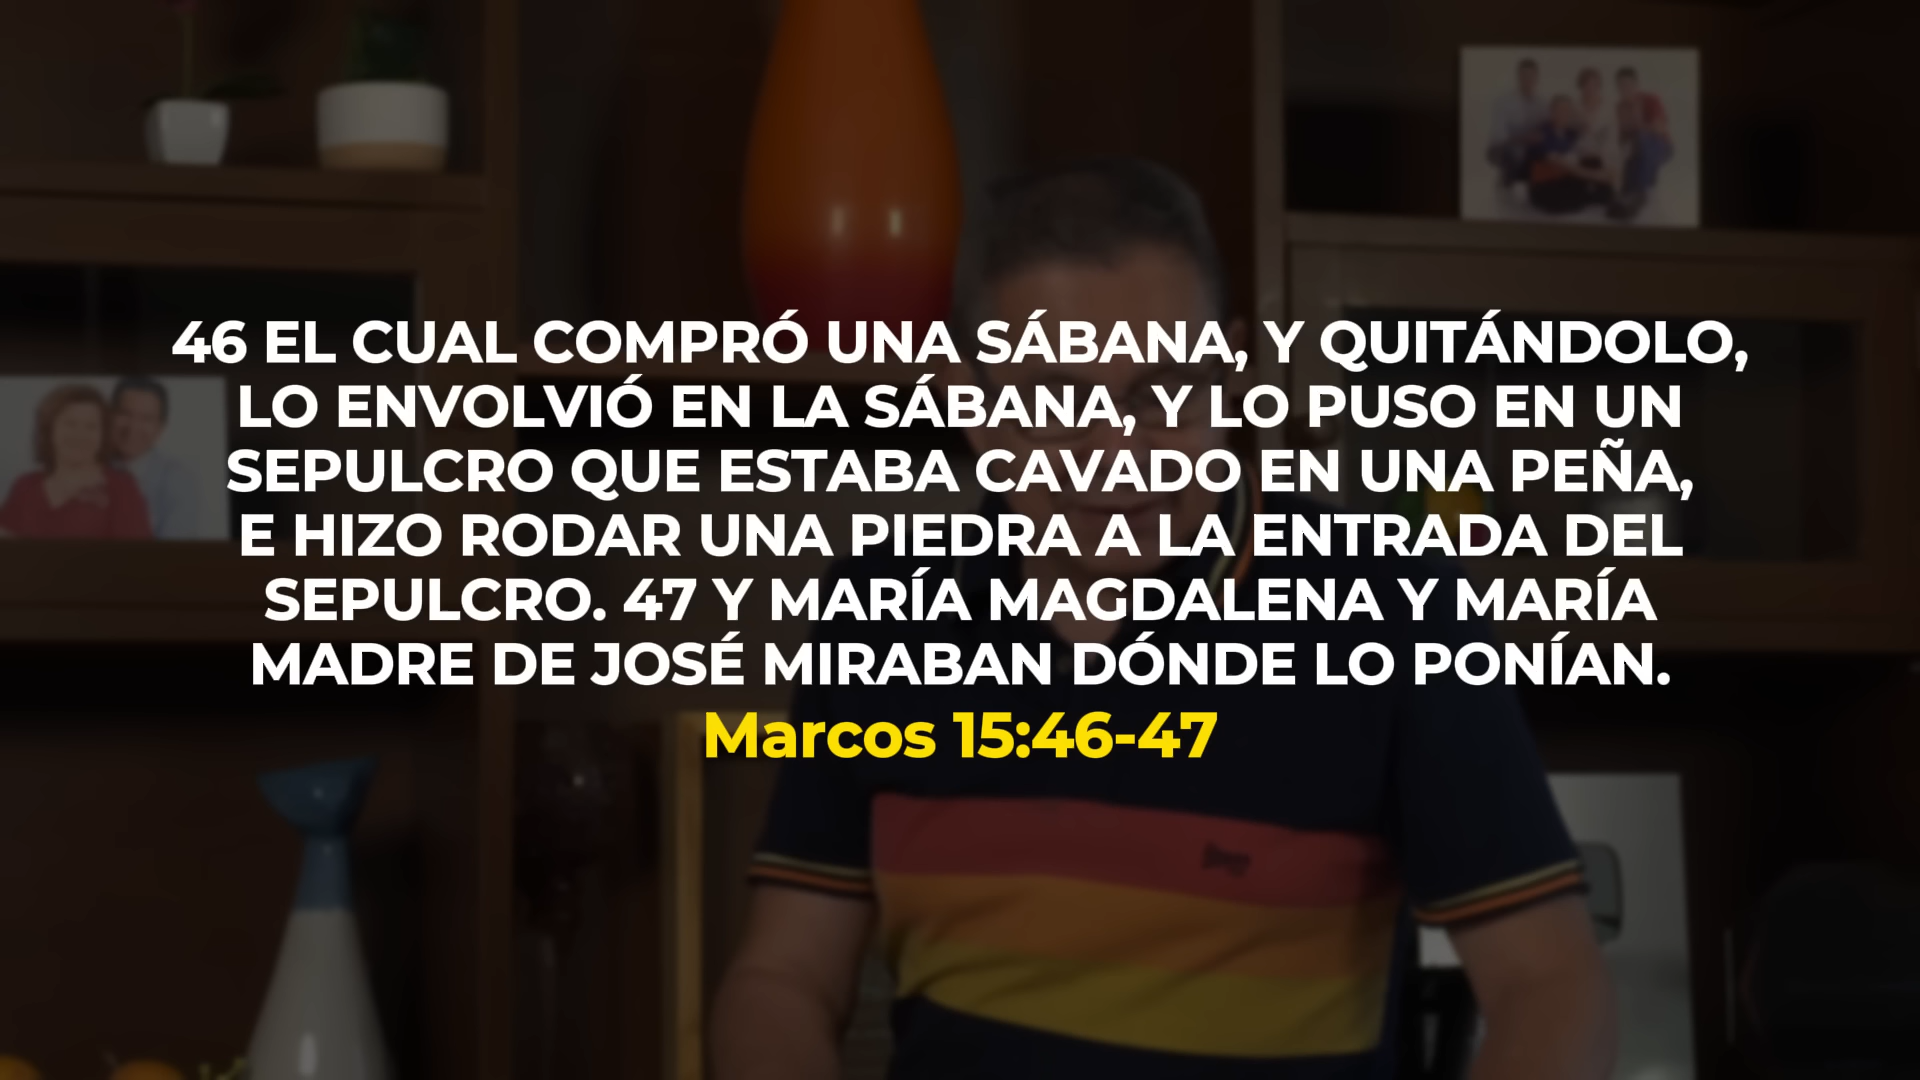 46 EL CUAL COMPRÓ UNA SÁBANA, Y QUITÁNDOLO,
LO ENVOLVIÓ EN LA SÁBANA, Y LO PUSO EN UN
SEPULCRO QUE ESTABA CAVADO EN UNA PEÑA,
E HIZO RODAR UNA PIEDRA A LA ENTRADA DEL
SEPULCRO. 47 Y MARÍA MAGDALENA Y MARÍA
MADRE DE JOSÉ MIRABAN DÓNDE LO PONÍAN.
Marcos 15:46-47